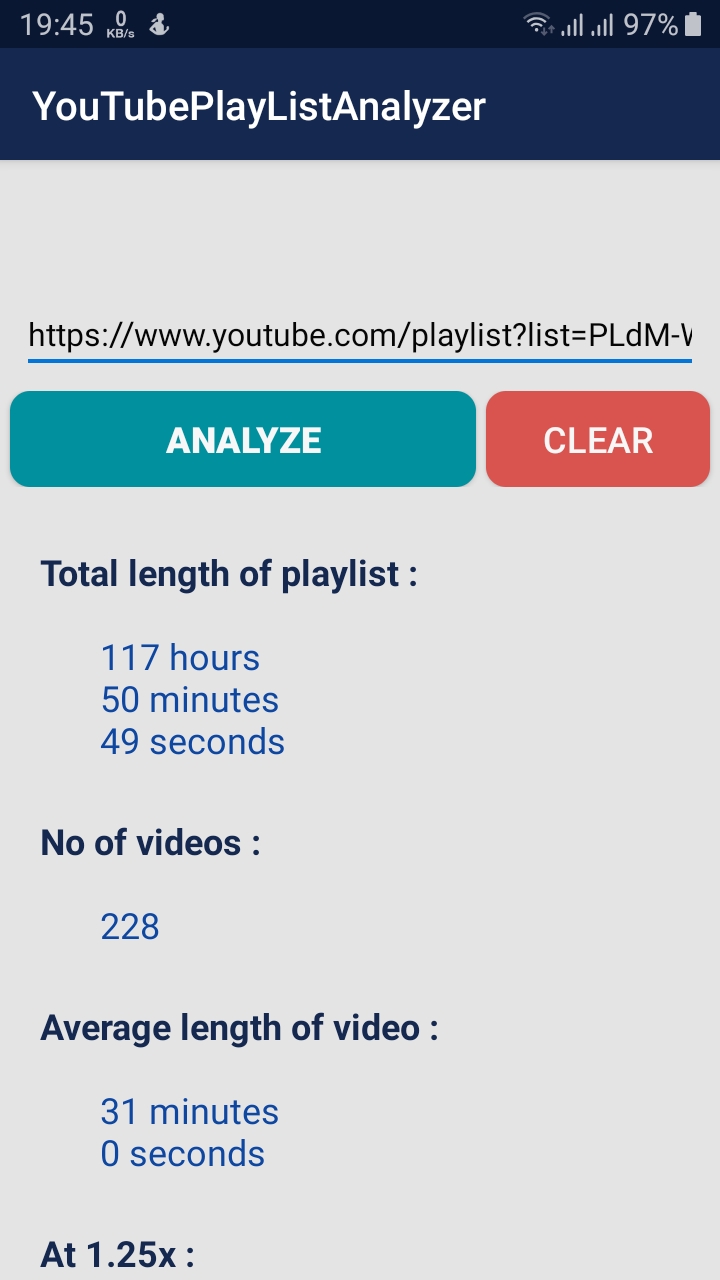 19:45 0 KB/s 97%
YouTubePlayListAnalyzer
https://www.youtube.com/playlist?list=PLdM-
ANALYZE CLEAR
Total length of playlist :
117 hours
50 minutes
49 seconds
No of videos :
228
Average length of video :
31 minutes
0 seconds
At 1.25x :